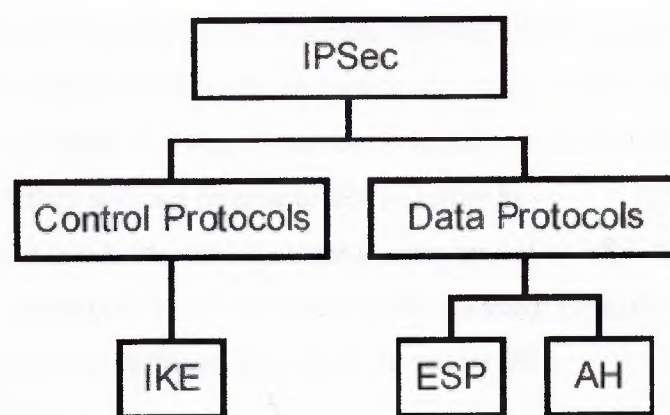 IPSec
Control Protocols
Data Protocols
IKE
ESP
AH